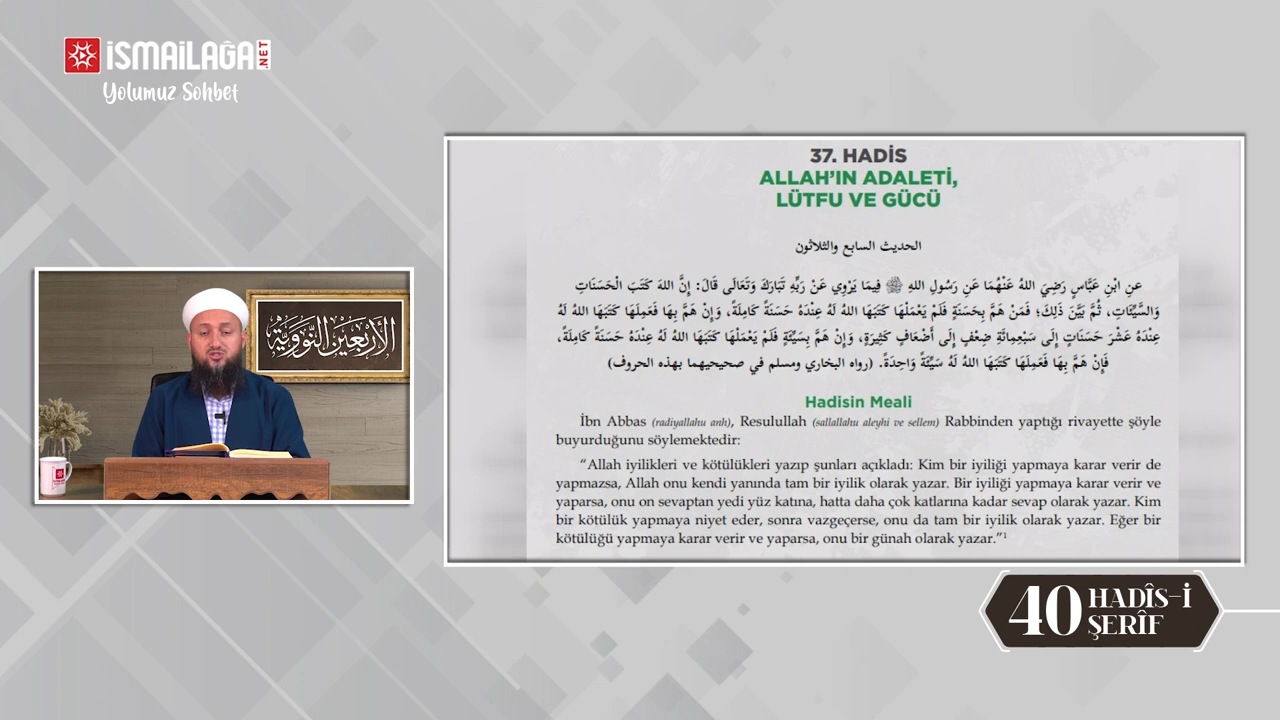 İSMAİLAĞA.NET
Yolumuz Sohbet
الأربعين النووية
37. HADİS
ALLAH'IN ADALETİ,
LÜTFU VE GÜCÜ
الحديث السابع والثلاثون
عنِ ابْنِ عَبَّاسٍ رَضِيَ اللهُ عَنْهُمَا عَن رَسُولِ اللهِ ﷺ فِيمَا يَرْوِي عَنْ رَبِّهِ تَبَارَكَ وَتَعَالَى قَالَ: إِنَّ اللهَ كَتَبَ الْحَسَنَاتِ
وَالسَّيِّئَاتِ، ثُمَّ بَيَّنَ ذَلِكَ؛ فَمَنْ هَمَّ بِحَسَنَةٍ فَلَمْ يَعْمَلْهَا كَتَبَهَا اللهُ لَهُ عِنْدَهُ حَسَنَةً كَامِلَةً، وَإِنْ هَمَّ بِهَا فَعَمِلَهَا كَتَبَهَا اللهُ لَهُ
عِنْدَهُ عَشْرَ حَسَنَاتٍ إِلَى سَبْعِمِائَةِ ضِعْفٍ إِلَى أَضْعَافٍ كَثِيرَةٍ، وَإِنْ هَمَّ بِسَيِّئَةٍ فَلَمْ يَعْمَلْهَا كَتَبَهَا اللهُ لَهُ عِنْدَهُ حَسَنَةً كَامِلَةً،
فَإِنْ هَمَّ بِهَا فَعَمِلَهَا كَتَبَهَا اللهُ لَهُ سَيِّئَةً وَاحِدَةً. (رواه البخاري ومسلم في صحيحيهما بهذه الحروف)
Hadisin Meali
İbn Abbas (radiyallahu anh), Resulullah (sallallahu aleyhi ve sellem) Rabbinden yaptığı rivayette şöyle
buyurduğunu söylemektedir:
“Allah iyilikleri ve kötülükleri yazıp şunları açıkladı: Kim bir iyiliği yapmaya karar verir de
yapmazsa, Allah onu kendi yanında tam bir iyilik olarak yazar. Bir iyiliği yapmaya karar verir ve
yaparsa, onu on sevaptan yedi yüz katına, hatta daha çok katlarına kadar sevap olarak yazar. Kim
bir kötülük yapmaya niyet eder, sonra vazgeçerse, onu da tam bir iyilik olarak yazar. Eğer bir
kötülüğü yapmaya karar verir ve yaparsa, onu bir günah olarak yazar.”1
40 HADÎS-İ
ŞERÎF